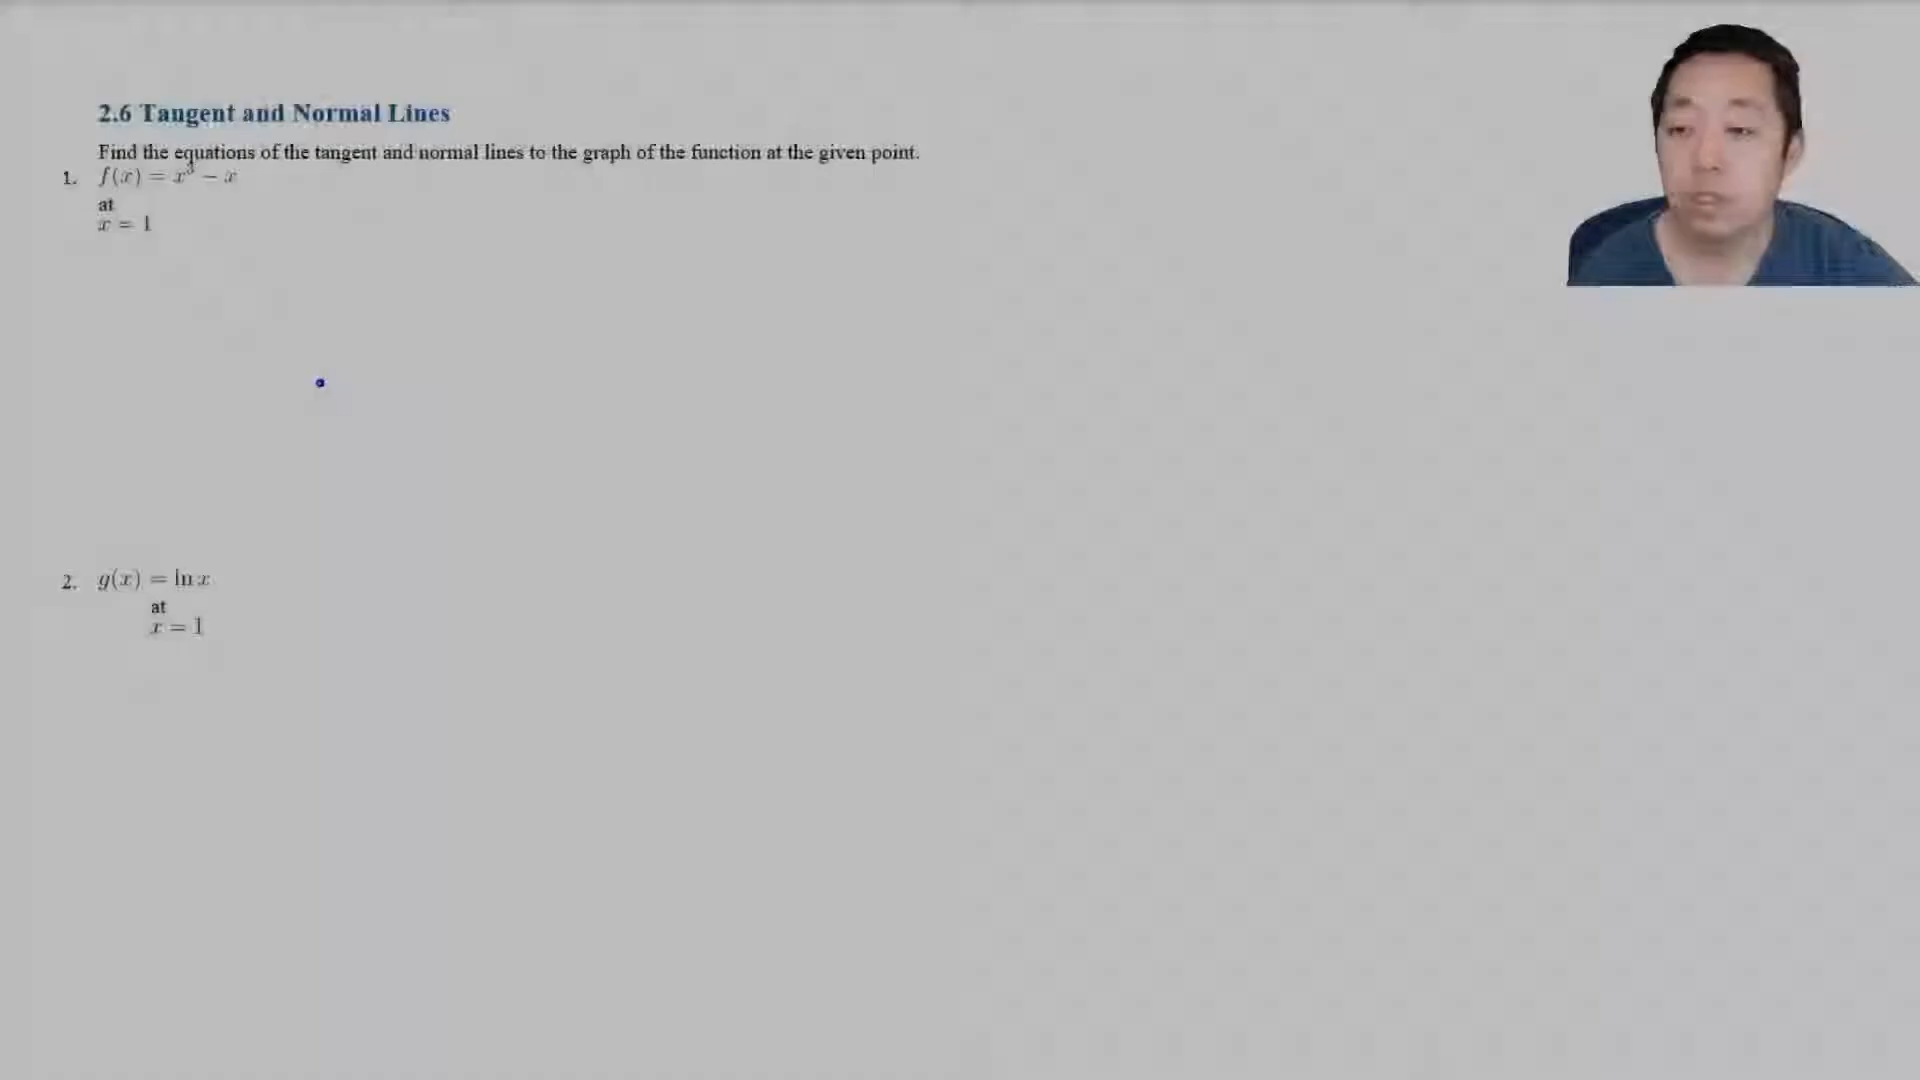 2.6 Tangent and Normal Lines
Find the equations of the tangent and normal lines to the graph of the function at the given point.
1. f(x) = x³ − x
at
x = 1
2. g(x) = ln x
at
x = 1